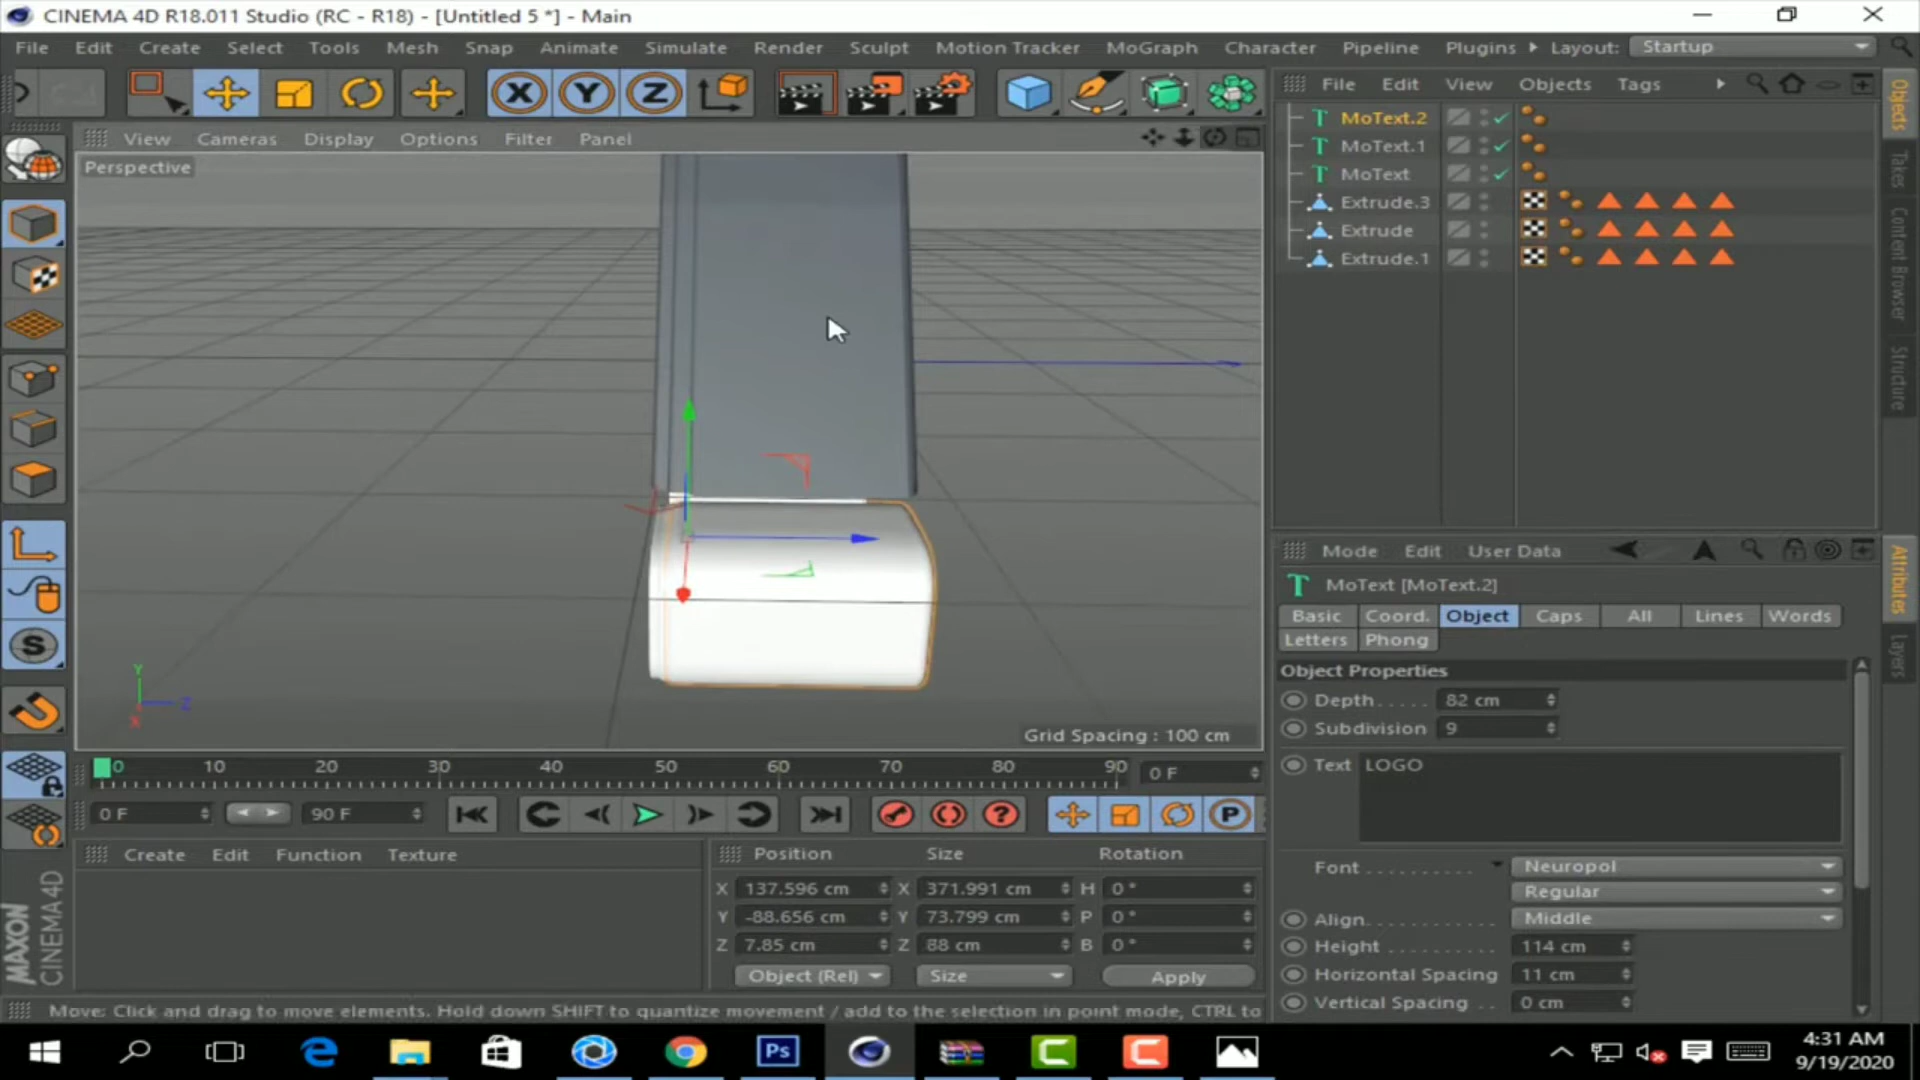 CINEMA 4D R18.011 Studio (RC - R18) - [Untitled 5 *] - Main
File Edit Create Select Tools Mesh Snap Animate Simulate Render Sculpt Motion Tracker MoGraph Character Pipeline Plugins Layout: Startup
X Y Z
File Edit View Objects Tags
Objects
Takes
Content Browser
Structure
MoText.2
MoText.1
MoText
Extrude.3
Extrude
Extrude.1
View Cameras Display Options Filter Panel
Perspective
Y
Z
X
Grid Spacing : 100 cm
Mode Edit User Data
Attributes
Layers
MoText [MoText.2]
Basic Coord. Object Caps All Lines Words
Letters Phong
Object Properties
Depth . . . . . 82 cm
Subdivision 9
Text LOGO
Font . . . . . . . . . . Neuropol
Regular
Align. . . . . . . . . . Middle
Height . . . . . . . . . 114 cm
Horizontal Spacing 11 cm
Vertical Spacing . . 0 cm
0 10 20 30 40 50 60 70 80 90 0 F
0 F 90 F ? P
Create Edit Function Texture
Position Size Rotation
X 137.596 cm X 371.991 cm H 0 °
Y -88.656 cm Y 73.799 cm P 0 °
Z 7.85 cm Z 88 cm B 0 °
Object (Rel) Size Apply
MAXON
CINEMA 4D
Move: Click and drag to move elements. Hold down SHIFT to quantize movement / add to the selection in point mode, CTRL to
Ps
4:31 AM
9/19/2020